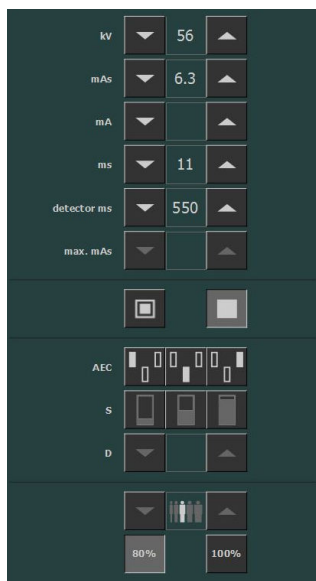 kV 56
mAs 6.3
mA
ms 11
detector ms 550
max. mAs
AEC
S
D
80% 100%